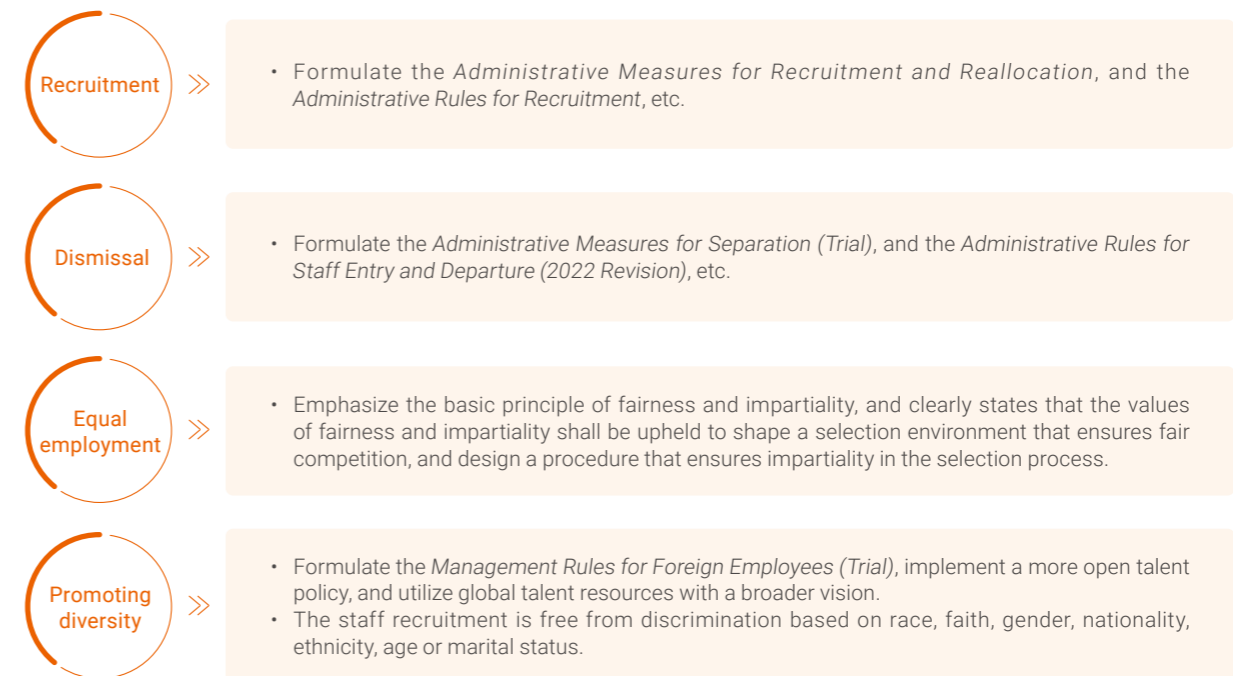 Recruitment
• Formulate the Administrative Measures for Recruitment and Reallocation, and the
Administrative Rules for Recruitment, etc.
Dismissal
• Formulate the Administrative Measures for Separation (Trial), and the Administrative Rules for
Staff Entry and Departure (2022 Revision), etc.
Equal
employment
• Emphasize the basic principle of fairness and impartiality, and clearly states that the values
of fairness and impartiality shall be upheld to shape a selection environment that ensures fair
competition, and design a procedure that ensures impartiality in the selection process.
Promoting
diversity
• Formulate the Management Rules for Foreign Employees (Trial), implement a more open talent
policy, and utilize global talent resources with a broader vision.
• The staff recruitment is free from discrimination based on race, faith, gender, nationality,
ethnicity, age or marital status.